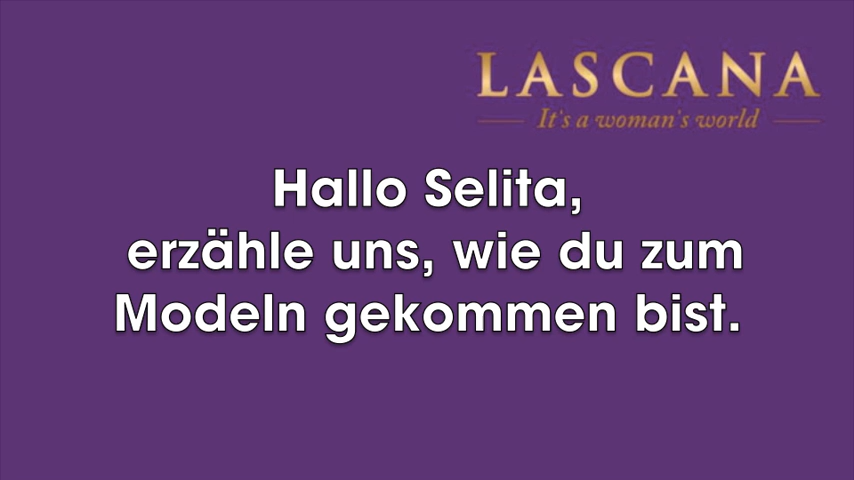 LASCANA
It's a woman's world
Hallo Selita,
erzähle uns, wie du zum
Modeln gekommen bist.